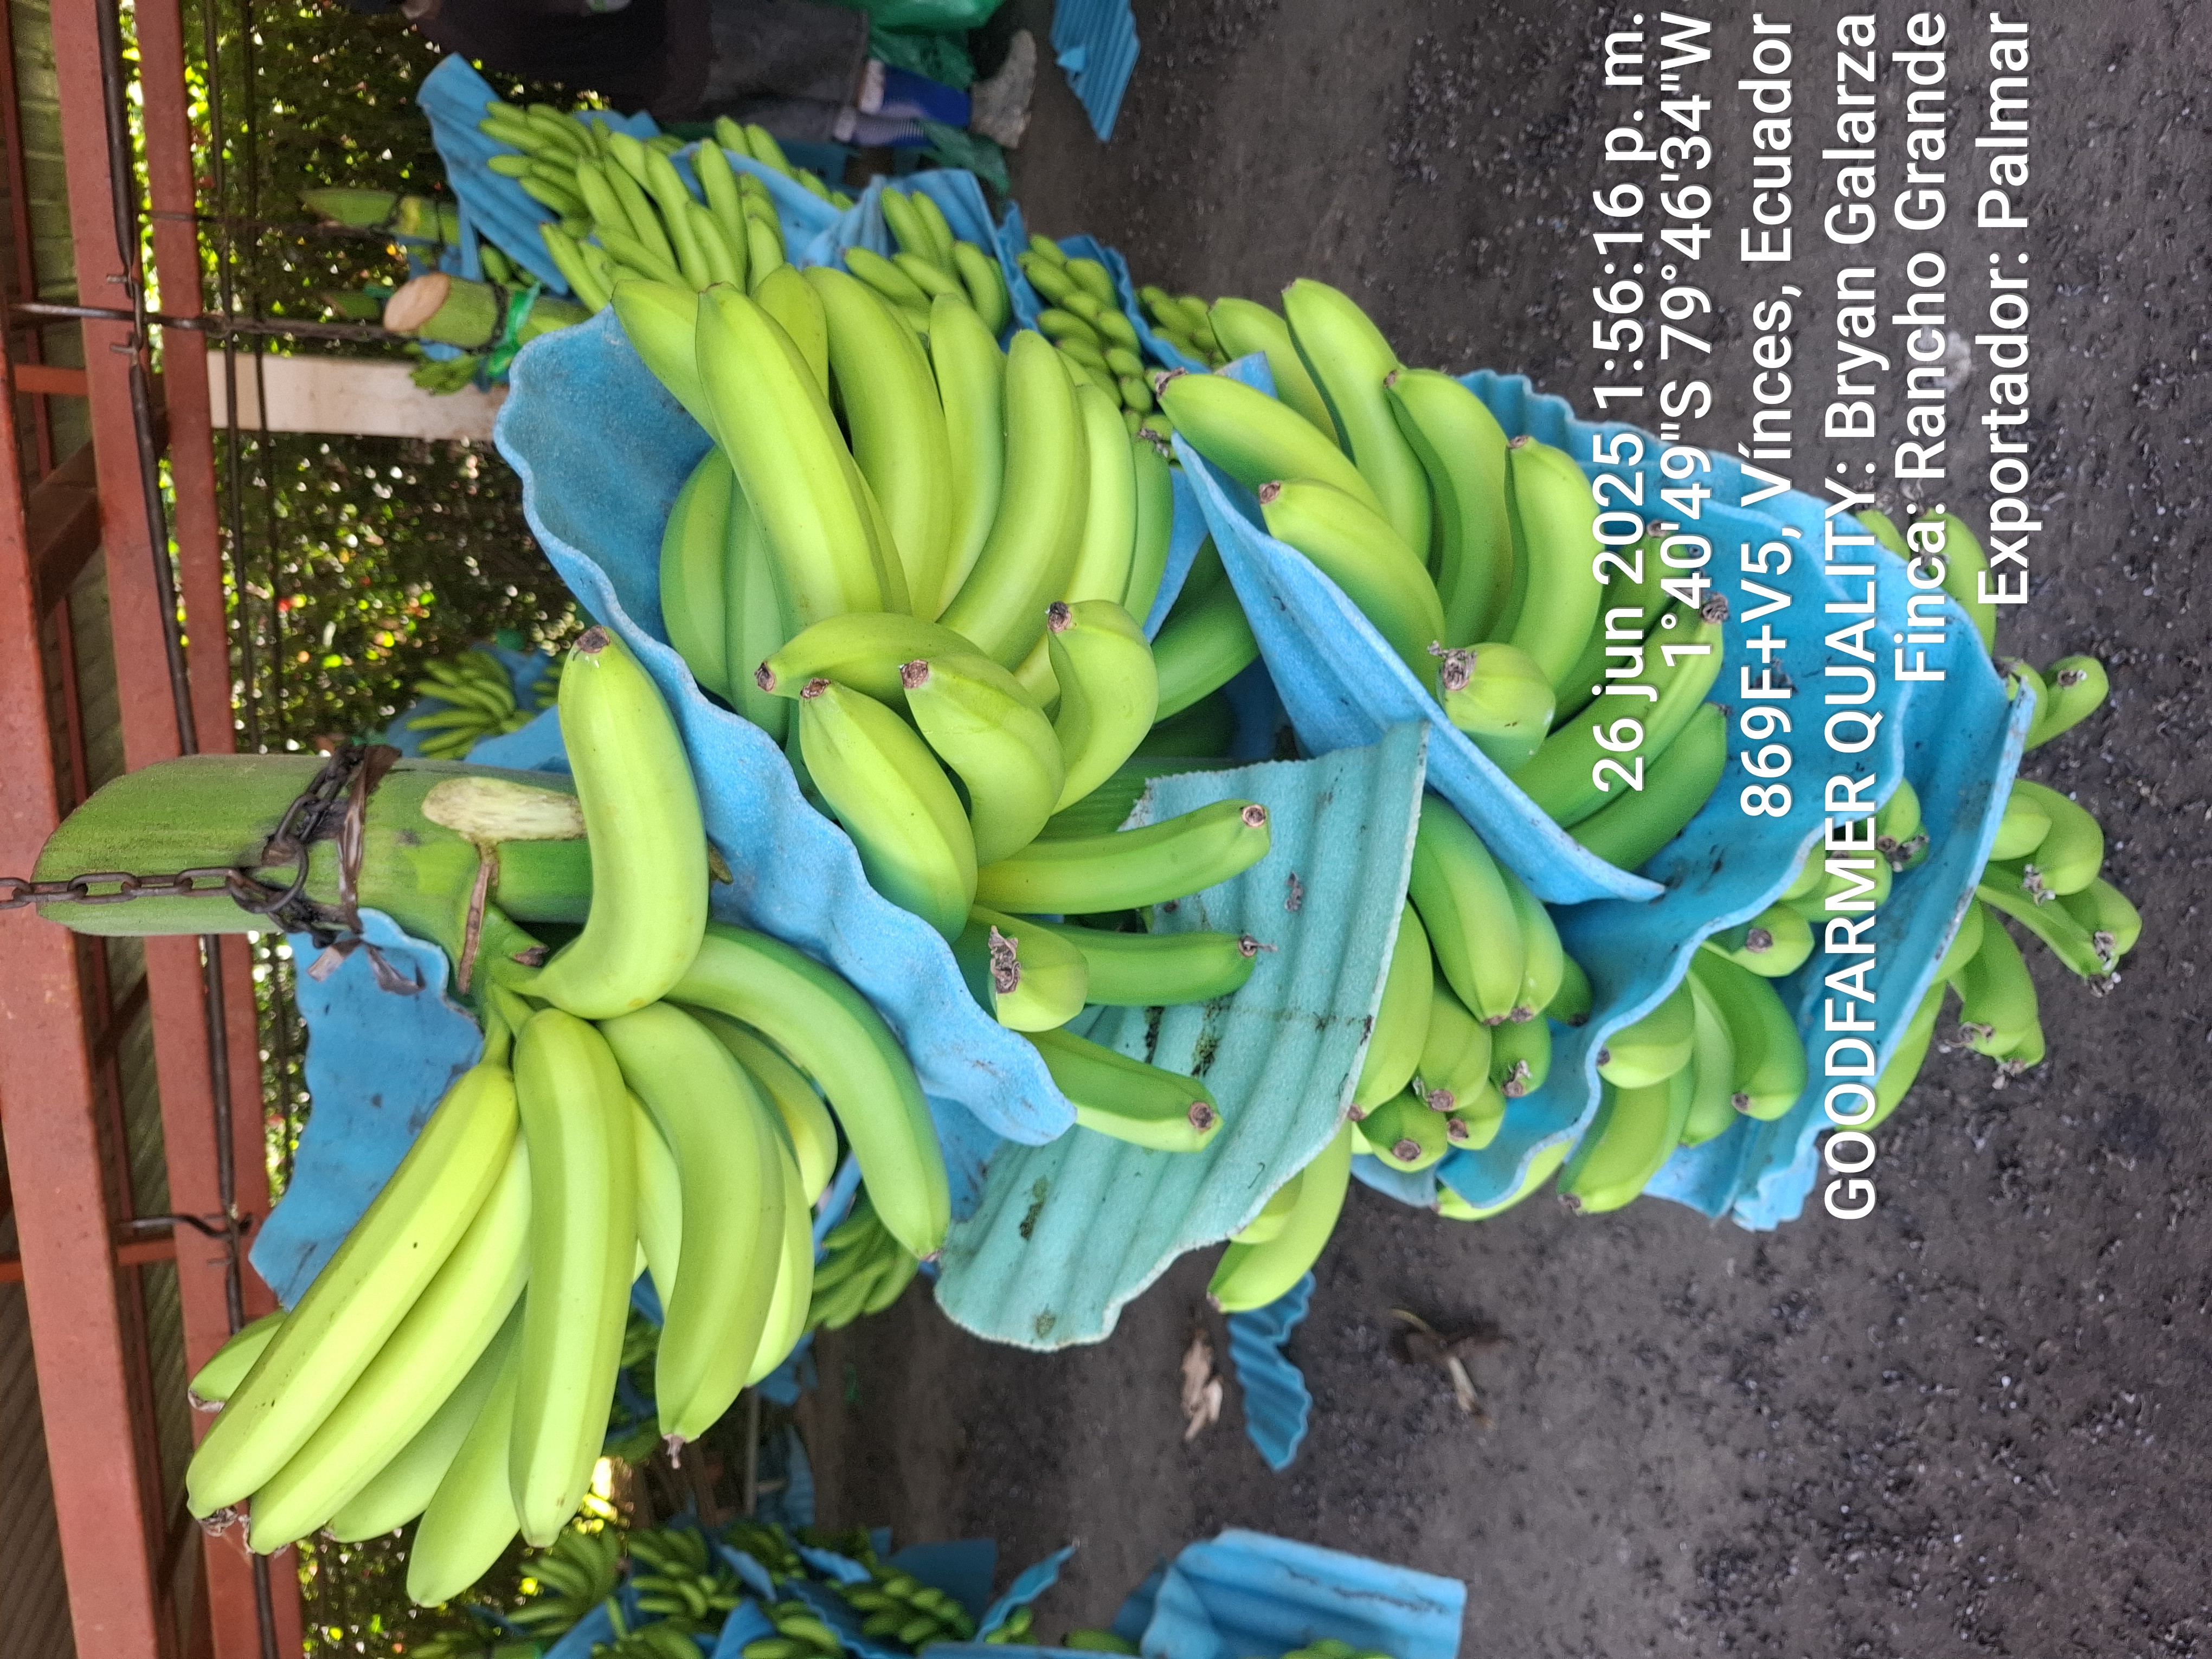 26 jun 2025 1:56:16 p. m.
1°40'49"S 79°46'34"W
869F+V5, Vínces, Ecuador
GOODFARMER QUALITY: Bryan Galarza
Finca: Rancho Grande
Exportador: Palmar